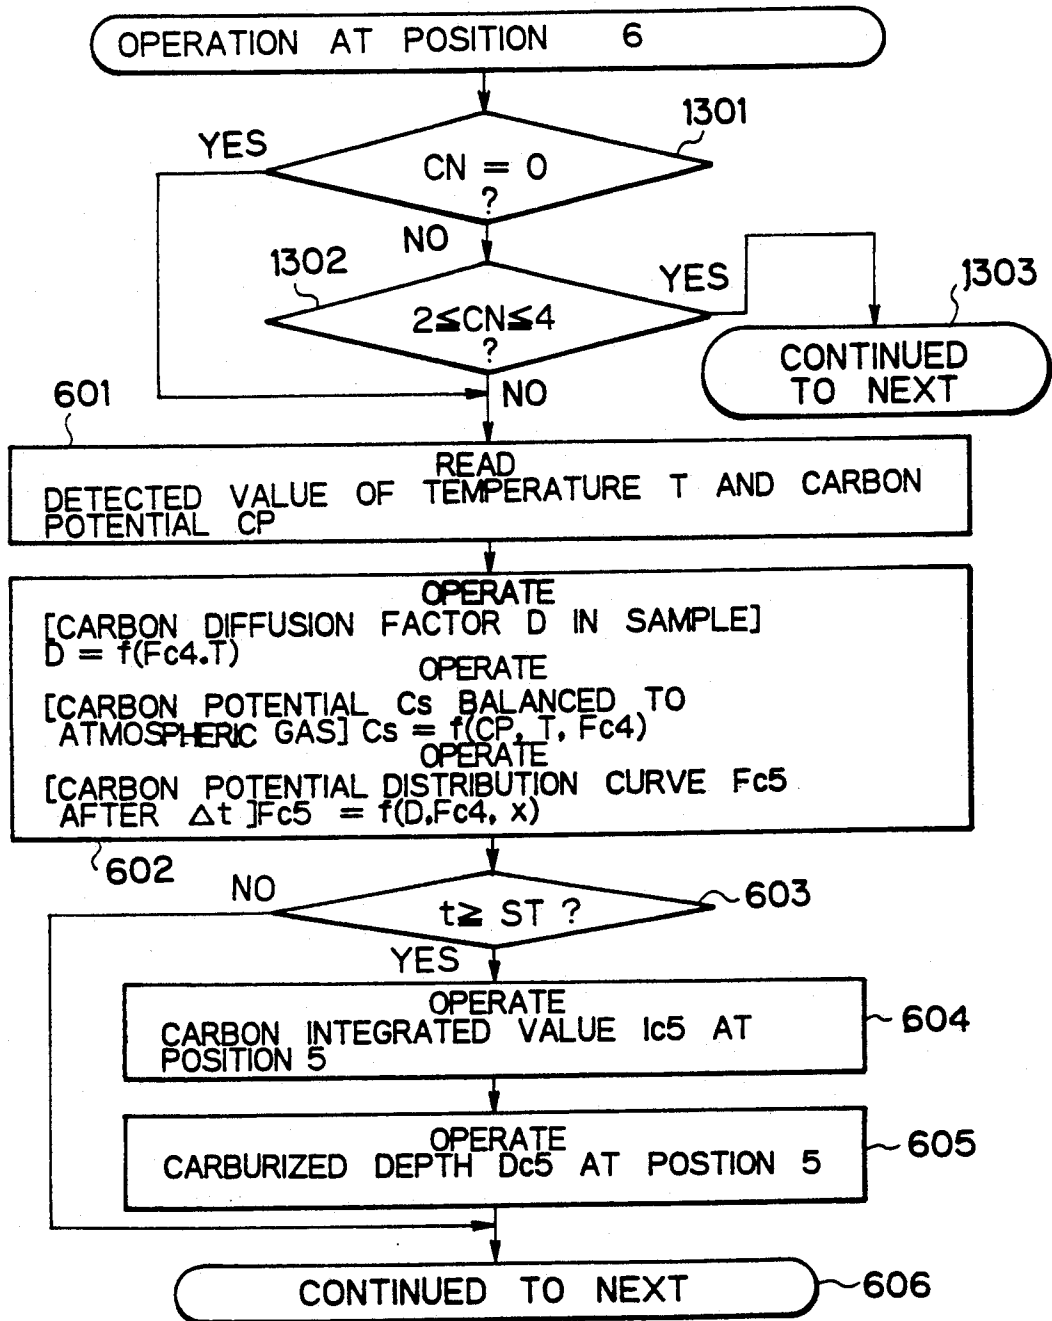 OPERATION AT POSITION 6
1301
YES
CN = 0
?
NO
1302
YES
1303
2≦CN≦4
?
CONTINUED
TO NEXT
NO
601
READ
DETECTED VALUE OF TEMPERATURE T AND CARBON
POTENTIAL CP
OPERATE
[CARBON DIFFUSION FACTOR D IN SAMPLE]
D = f(Fc4.T)
OPERATE
[CARBON POTENTIAL Cs BALANCED TO
ATMOSPHERIC GAS] Cs = f(CP, T, Fc4)
OPERATE
[CARBON POTENTIAL DISTRIBUTION CURVE Fc5
AFTER Δt ]Fc5 = f(D.Fc4, x)
602
NO
t≧ ST ?
603
YES
OPERATE
CARBON INTEGRATED VALUE Ic5 AT
POSITION 5
604
OPERATE
CARBURIZED DEPTH Dc5 AT POSTION 5
605
CONTINUED TO NEXT
606